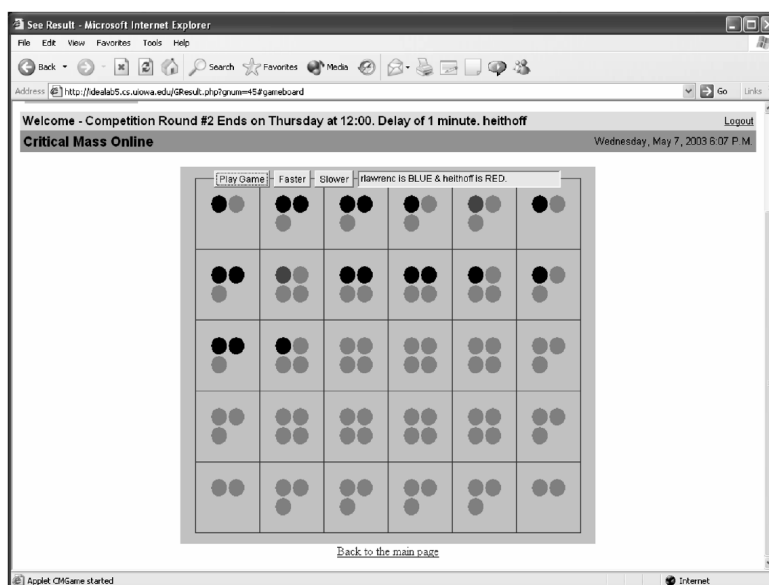 See Result - Microsoft Internet Explorer
File Edit View Favorites Tools Help
Back Search Favorites Media
Address http://idealab5.cs.uiowa.edu/GResult.php?gnum=45#gameboard Go Links
Welcome - Competition Round #2 Ends on Thursday at 12:00. Delay of 1 minute. heithoff Logout
Critical Mass Online Wednesday, May 7, 2003 6:07 P.M.
Play Game Faster Slower rlawrenc is BLUE & heithoff is RED.
Back to the main page
Applet CMGame started Internet